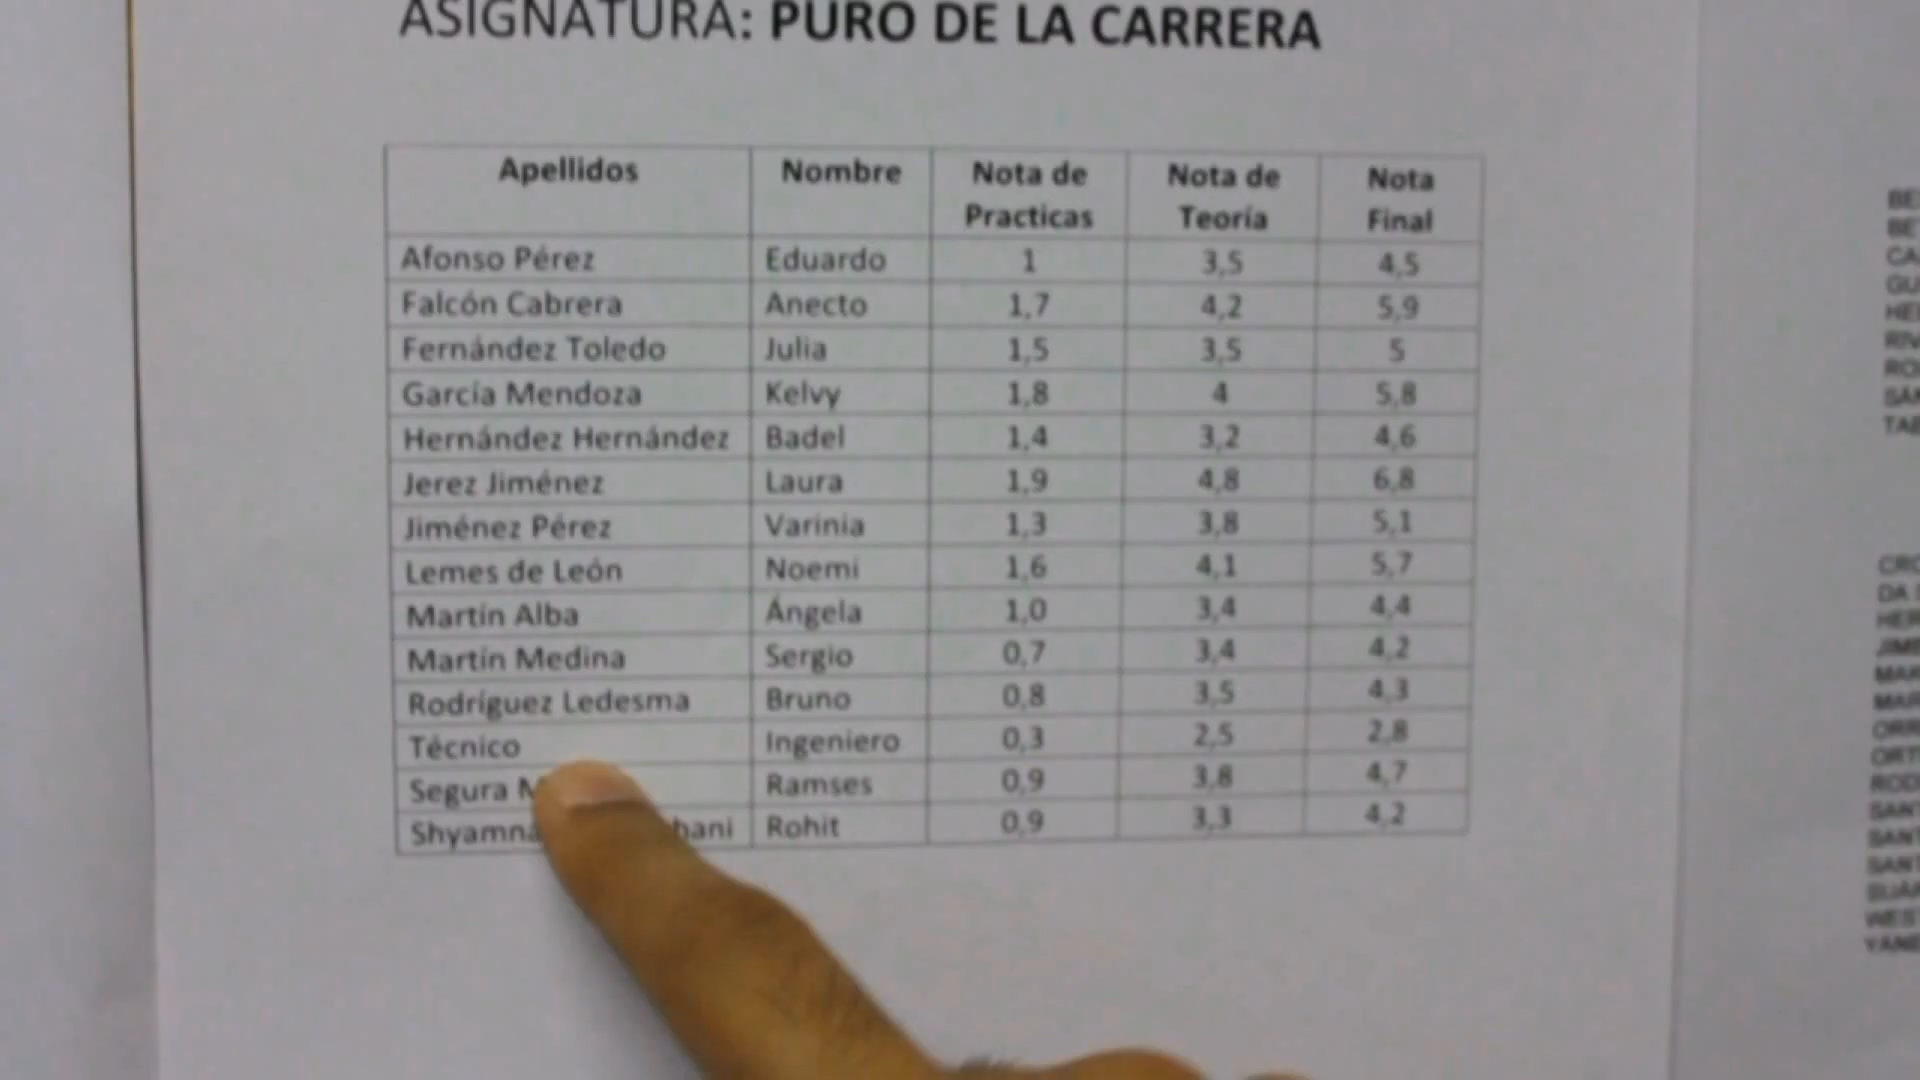 ASIGNATURA: PURO DE LA CARRERA
Apellidos Nombre Nota de Practicas Nota de Teoría Nota Final
Afonso Pérez Eduardo 1 3,5 4,5
Falcón Cabrera Anecto 1,7 4,2 5,9
Fernández Toledo Julia 1,5 3,5 5
García Mendoza Kelvy 1,8 4 5,8
Hernández Hernández Badel 1,4 3,2 4,6
Jerez Jiménez Laura 1,9 4,8 6,8
Jiménez Pérez Varinia 1,3 3,8 5,1
Lemes de León Noemi 1,6 4,1 5,7
Martín Alba Ángela 1,0 3,4 4,4
Martín Medina Sergio 0,7 3,4 4,2
Rodríguez Ledesma Bruno 0,8 3,5 4,3
Técnico Ingeniero 0,3 2,5 2,8
Segura Ramses 0,9 3,8 4,7
Rohit 0,9 3,3 4,2